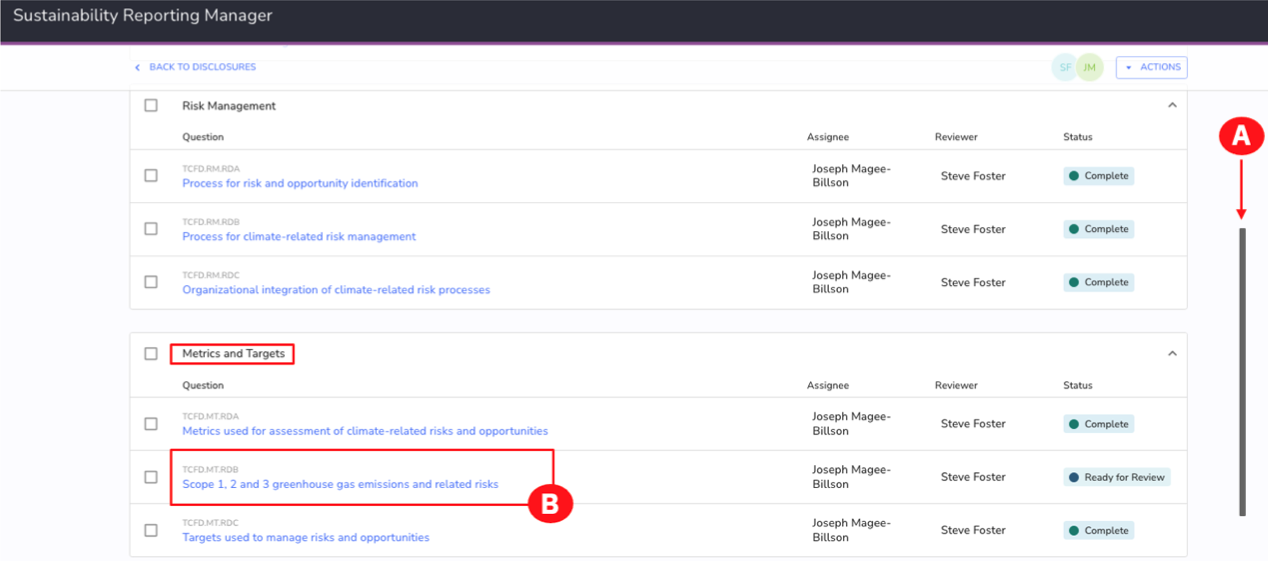 Sustainability Reporting Manager
BACK TO DISCLOSURES
SF JM
ACTIONS
Risk Management
Question Assignee Reviewer Status
TCFD.RM.RDA
Process for risk and opportunity identification
Joseph Magee-
Billson
Steve Foster
Complete
TCFD.RM.RDB
Process for climate-related risk management
Joseph Magee-
Billson
Steve Foster
Complete
TCFD.RM.RDC
Organizational integration of climate-related risk processes
Joseph Magee-
Billson
Steve Foster
Complete
A
Metrics and Targets
Question Assignee Reviewer Status
TCFD.MT.RDA
Metrics used for assessment of climate-related risks and opportunities
Joseph Magee-
Billson
Steve Foster
Complete
TCFD.MT.RDB
Scope 1, 2 and 3 greenhouse gas emissions and related risks
Joseph Magee-
Billson
Steve Foster
Ready for Review
B
TCFD.MT.RDC
Targets used to manage risks and opportunities
Joseph Magee-
Billson
Steve Foster
Complete